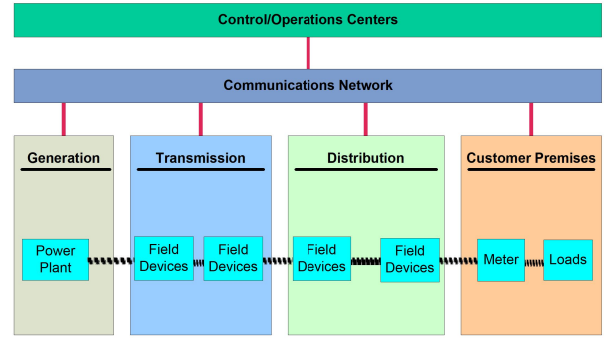 Control/Operations Centers
Communications Network
Generation
Transmission
Distribution
Customer Premises
Power
Plant
Field
Devices
Field
Devices
Field
Devices
Field
Devices
Meter
Loads